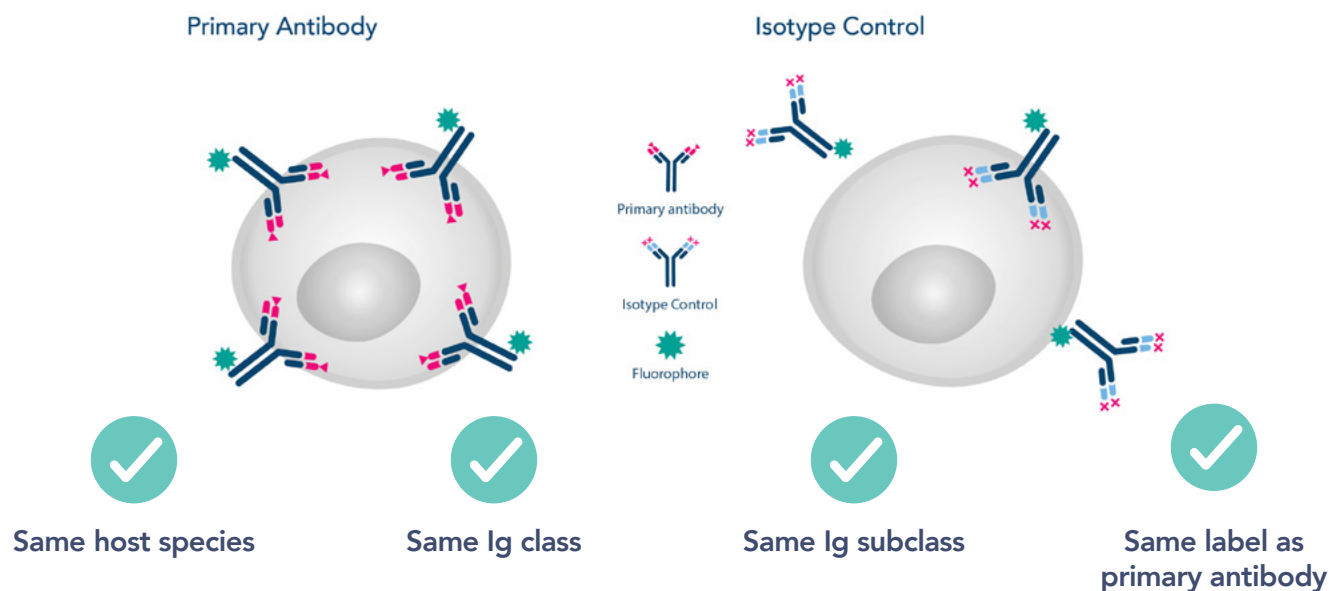 Primary Antibody
Isotype Control
Primary antibody
Isotype Control
Fluorophore
Same host species
Same Ig class
Same Ig subclass
Same label as
primary antibody